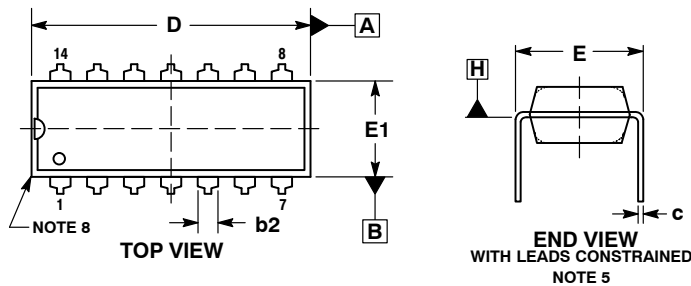 D
A
14
8
E1
1
7
NOTE 8
b2
B
TOP VIEW
E
H
c
END VIEW
WITH LEADS CONSTRAINED
NOTE 5